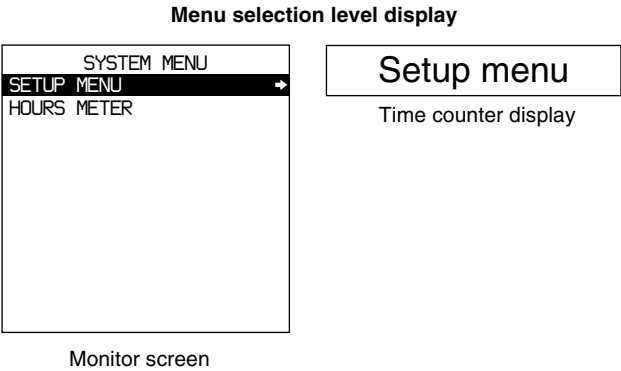 Menu selection level display
SYSTEM MENU
SETUP MENU
HOURS METER
Monitor screen
Setup menu
Time counter display